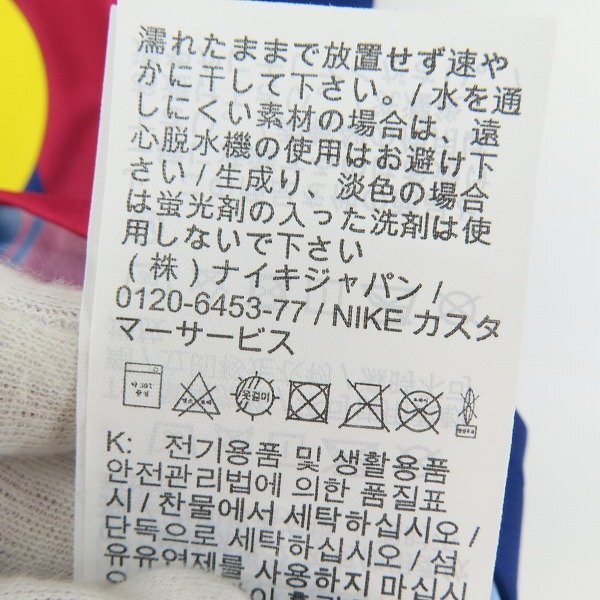 濡れたままで放置せず速や
かに干して下さい。/ 水を通
しにくい素材の場合は、遠
心脱水機の使用はお避け下
さい / 生成り、淡色の場合
は蛍光剤の入った洗剤は使
用しないで下さい
(株) ナイキジャパン /
0120-6453-77 / NIKE カスタ
マーサービス
옷걸이
K: 전기용품 및 생활용품
안전관리법에 의한 품질표
시 / 찬물에서 세탁하십시오 /
단독으로 세탁하십시오 / 섬
유유연제를 사용하지 마십시